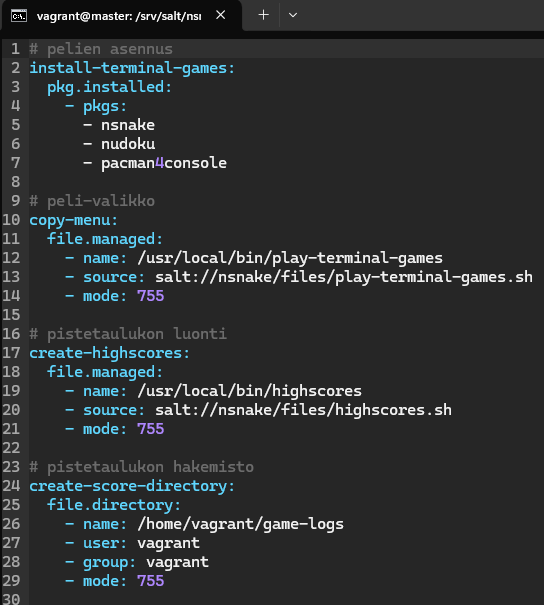 vagrant@master: /srv/salt/nsn
1 # pelien asennus
2 install-terminal-games:
3   pkg.installed:
4     - pkgs:
5       - nsnake
6       - nudoku
7       - pacman4console
8
9 # peli-valikko
10 copy-menu:
11   file.managed:
12     - name: /usr/local/bin/play-terminal-games
13     - source: salt://nsnake/files/play-terminal-games.sh
14     - mode: 755
15
16 # pistetaulukon luonti
17 create-highscores:
18   file.managed:
19     - name: /usr/local/bin/highscores
20     - source: salt://nsnake/files/highscores.sh
21     - mode: 755
22
23 # pistetaulukon hakemisto
24 create-score-directory:
25   file.directory:
26     - name: /home/vagrant/game-logs
27     - user: vagrant
28     - group: vagrant
29     - mode: 755
30